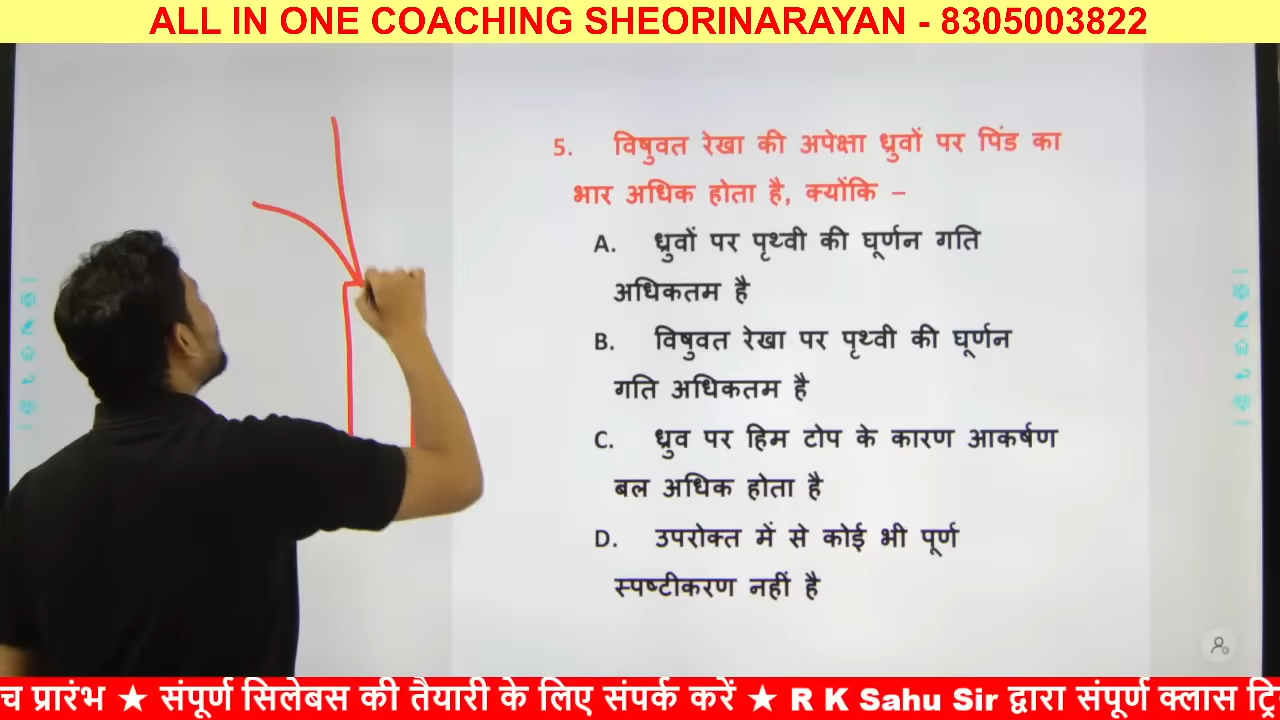 ALL IN ONE COACHING SHEORINARAYAN - 8305003822
5. विषुवत रेखा की अपेक्षा ध्रुवों पर पिंड का
भार अधिक होता है, क्योंकि –
A. ध्रुवों पर पृथ्वी की घूर्णन गति
अधिकतम है
B. विषुवत रेखा पर पृथ्वी की घूर्णन
गति अधिकतम है
C. ध्रुव पर हिम टोप के कारण आकर्षण
बल अधिक होता है
D. उपरोक्त में से कोई भी पूर्ण
स्पष्टीकरण नहीं है
च प्रारंभ ★ संपूर्ण सिलेबस की तैयारी के लिए संपर्क करें ★ R K Sahu Sir द्वारा संपूर्ण क्लास ट्रि